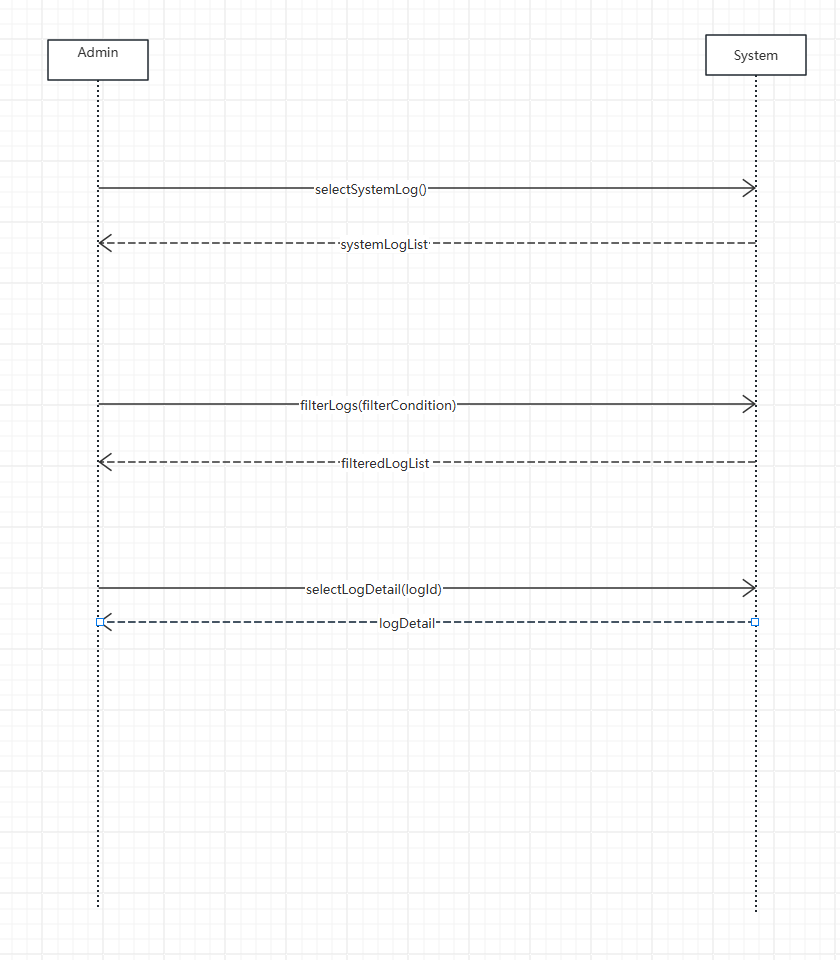 Admin
System
selectSystemLog()
systemLogList
filterLogs(filterCondition)
filteredLogList
selectLogDetail(logId)
logDetail